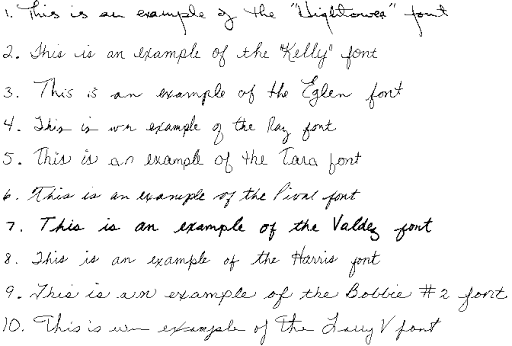 1. This is an example of the "Hightower" font
2. This is an example of the "Kelly" font
3. This is an example of the Eglen font
4. This is an example of the Ray font
5. This is an example of the Tara font
6. This is an example of the Pival font
7. This is an example of the Valdez font
8. This is an example of the Harris font
9. This is an example of the Bobbie #2 font
10. This is an example of the Larry V font